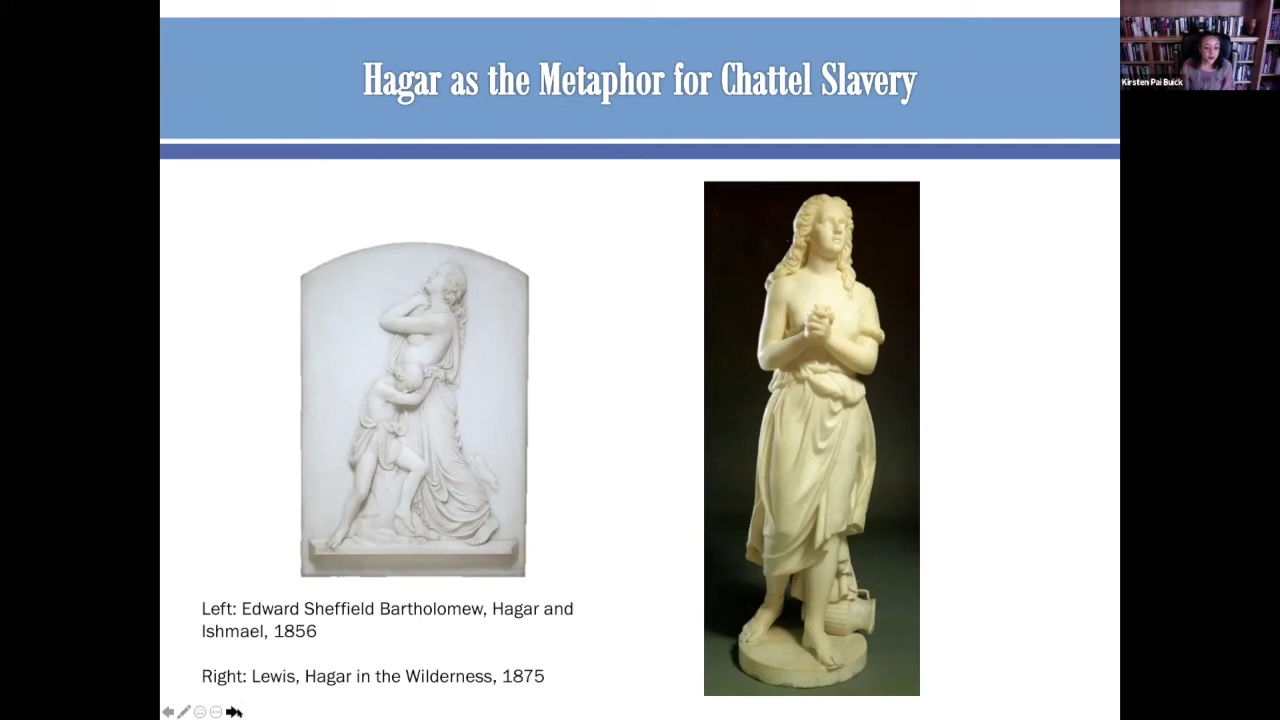 Hagar as the Metaphor for Chattel Slavery
Kirsten Pai Buick
Left: Edward Sheffield Bartholomew, Hagar and
Ishmael, 1856
Right: Lewis, Hagar in the Wilderness, 1875